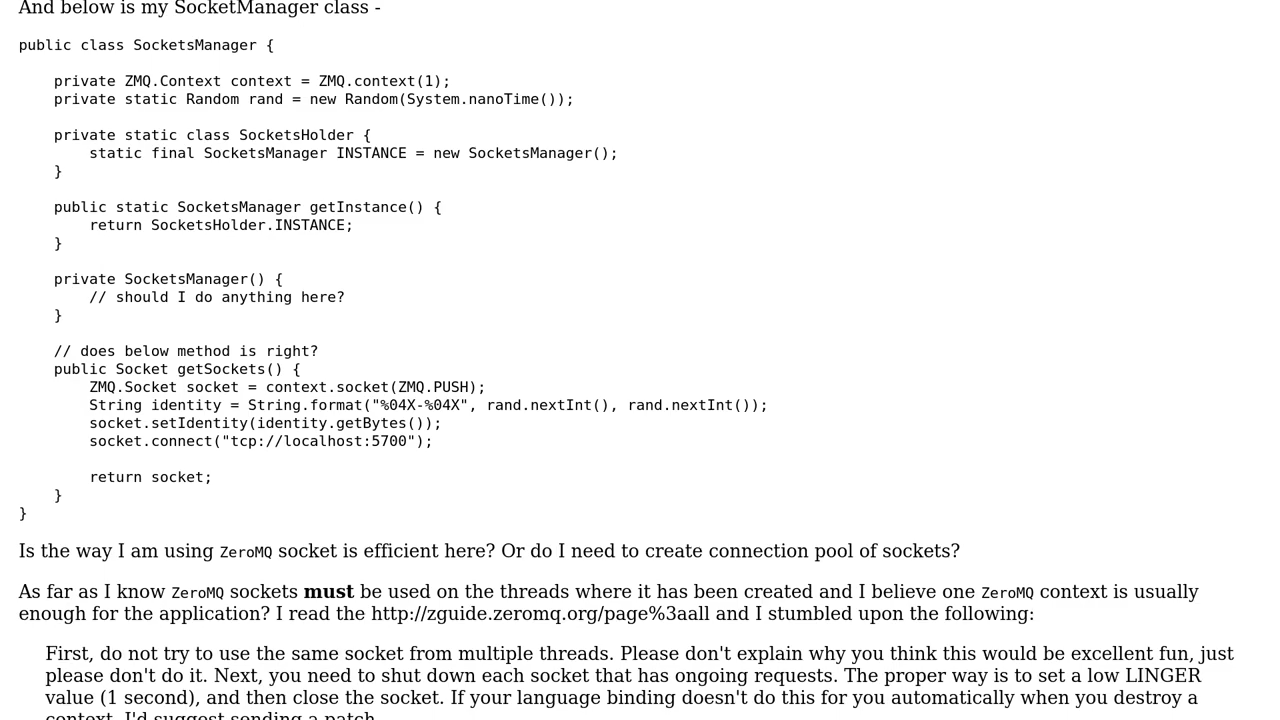 And below is my SocketManager class -
public class SocketsManager {
    private ZMQ.Context context = ZMQ.context(1);
    private static Random rand = new Random(System.nanoTime());
    private static class SocketsHolder {
        static final SocketsManager INSTANCE = new SocketsManager();
    }
    public static SocketsManager getInstance() {
        return SocketsHolder.INSTANCE;
    }
    private SocketsManager() {
        // should I do anything here?
    }
    // does below method is right?
    public Socket getSockets() {
        ZMQ.Socket socket = context.socket(ZMQ.PUSH);
        String identity = String.format("%04X-%04X", rand.nextInt(), rand.nextInt());
        socket.setIdentity(identity.getBytes());
        socket.connect("tcp://localhost:5700");
        return socket;
    }
}
Is the way I am using ZeroMQ socket is efficient here? Or do I need to create connection pool of sockets?
As far as I know ZeroMQ sockets must be used on the threads where it has been created and I believe one ZeroMQ context is usually
enough for the application? I read the http://zguide.zeromq.org/page%3aall and I stumbled upon the following:
First, do not try to use the same socket from multiple threads. Please don't explain why you think this would be excellent fun, just
please don't do it. Next, you need to shut down each socket that has ongoing requests. The proper way is to set a low LINGER
value (1 second), and then close the socket. If your language binding doesn't do this for you automatically when you destroy a
context, I'd suggest sending a patch.